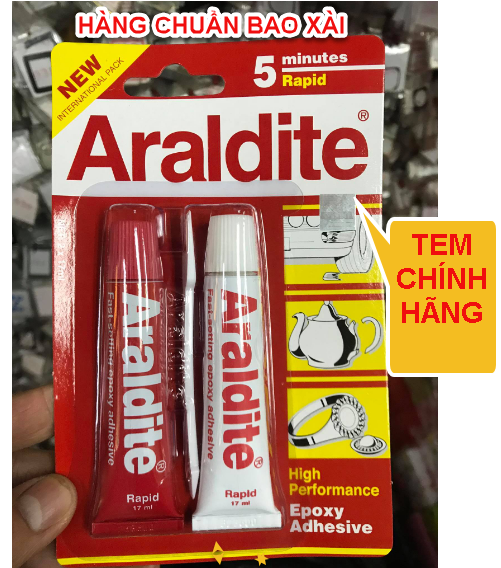 HÀNG CHUẨN BAO XÀI
NEW
INTERNATIONAL PACK
5 minutes
Rapid
Araldite®
TEM
CHÍNH
HÃNG
Araldite®
Fast-setting epoxy adhesive
Rapid
17 ml
Araldite®
Fast-setting epoxy adhesive
Rapid
17 ml
High
Performance
Epoxy
Adhesive